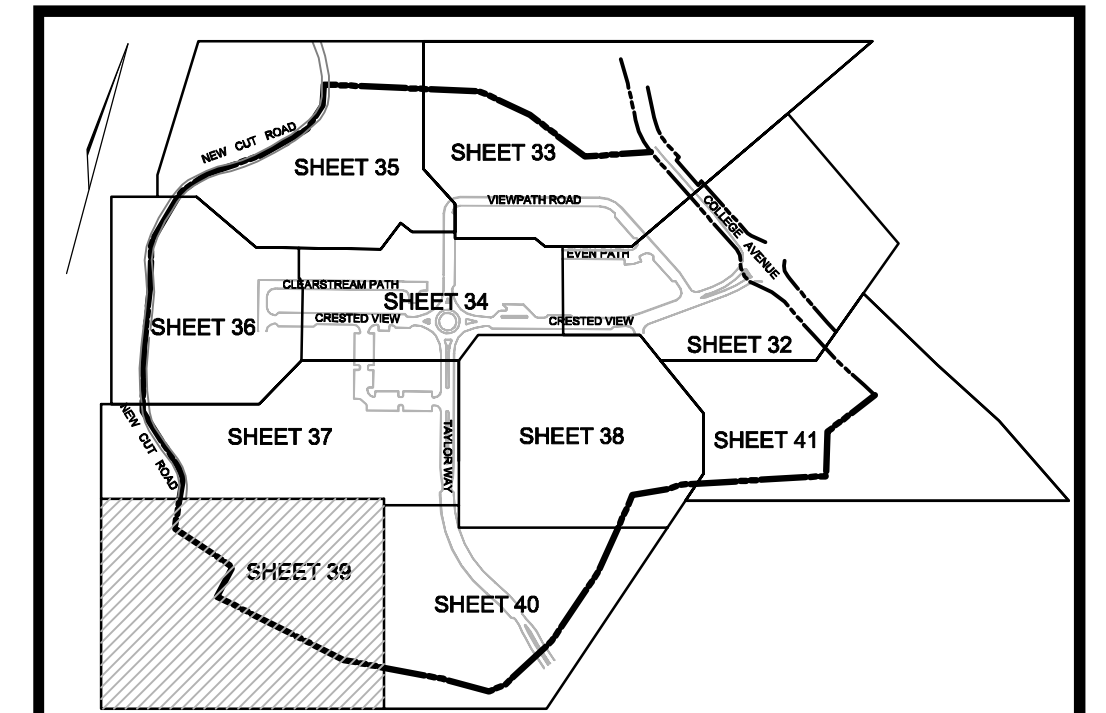 NEW CUT ROAD
SHEET 35
SHEET 33
VIEWPATH ROAD
COLLEGE AVENUE
EVEN PATH
CLEARSTREAM PATH
SHEET 34
CRESTED VIEW
CRESTED VIEW
SHEET 36
SHEET 32
NEW CUT ROAD
SHEET 37
TAYLOR WAY
SHEET 38
SHEET 41
SHEET 39
SHEET 40